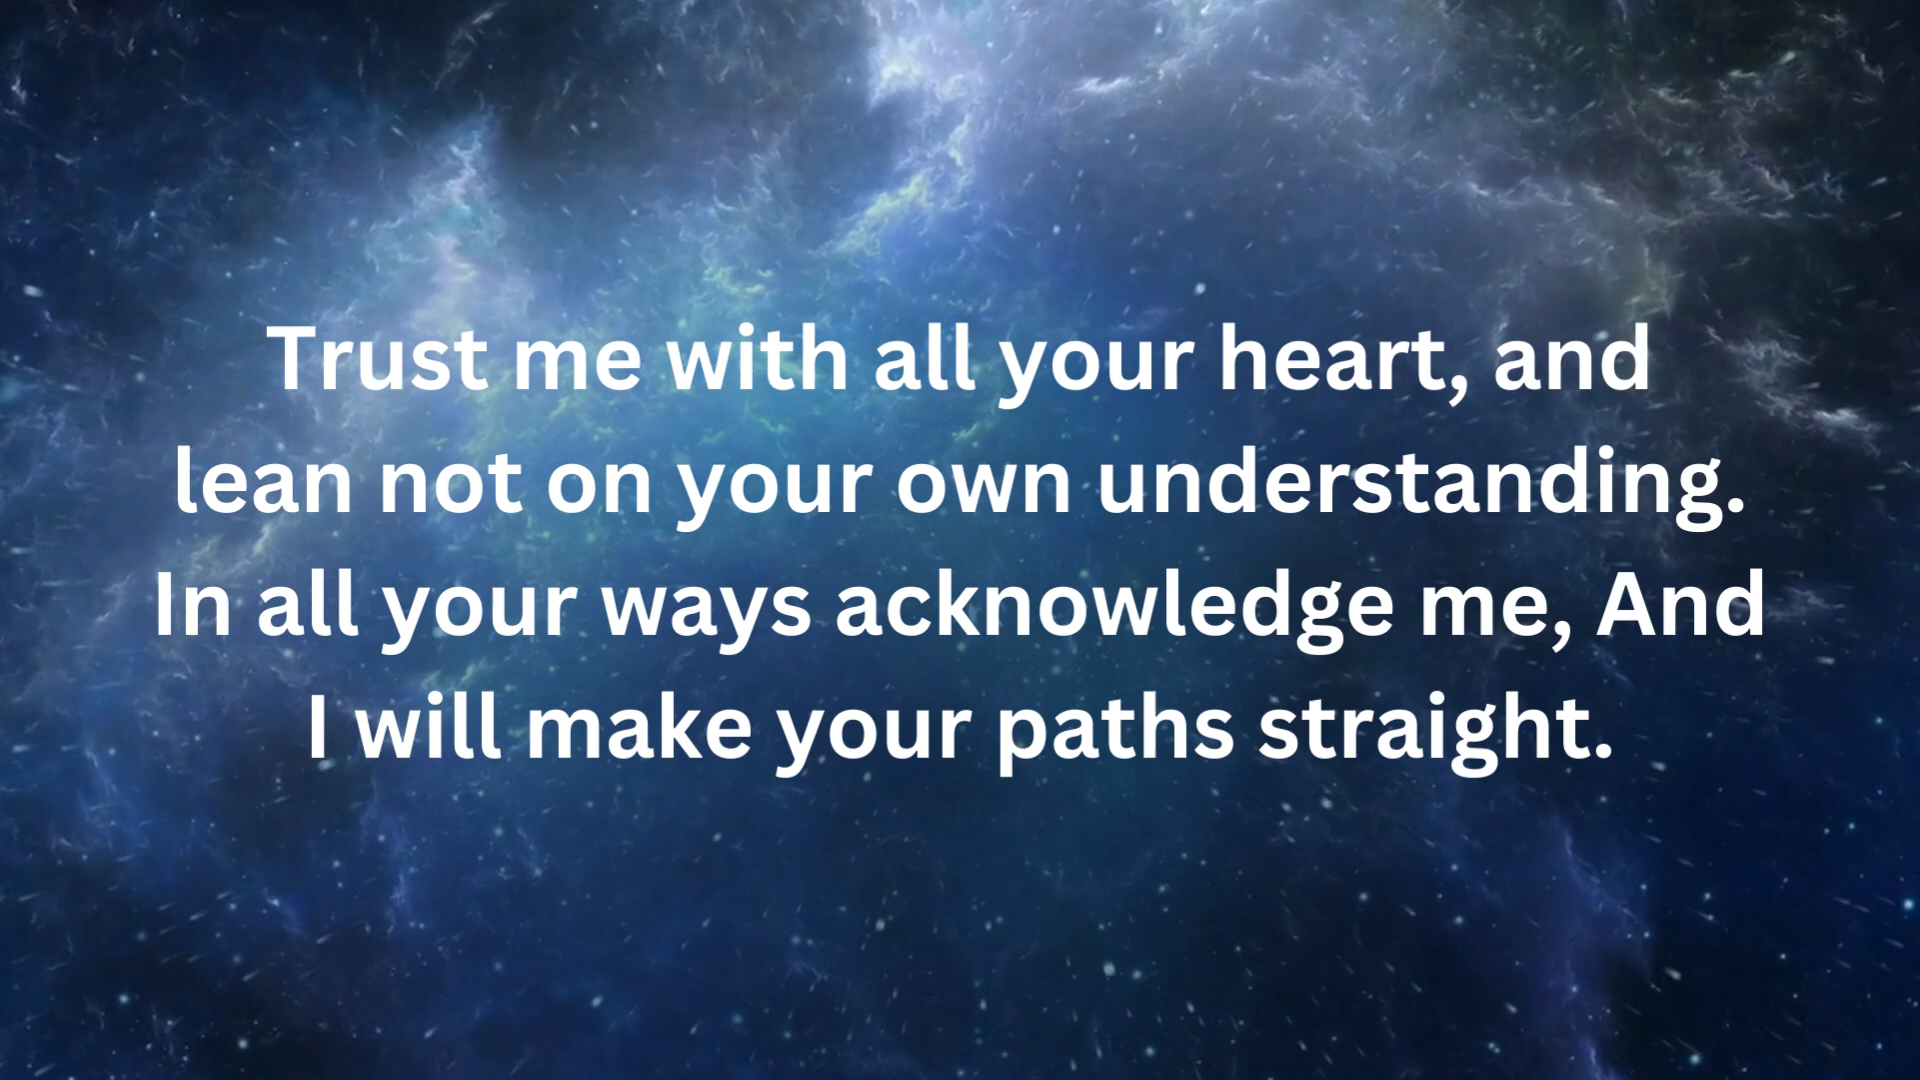 Trust me with all your heart, and
lean not on your own understanding.
In all your ways acknowledge me, And
I will make your paths straight.